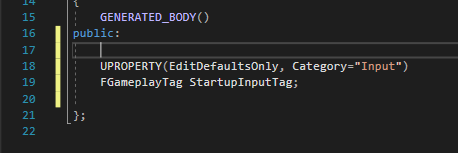 14 {
15 GENERATED_BODY()
16 public:
17
18 UPROPERTY(EditDefaultsOnly, Category="Input")
19 FGameplayTag StartupInputTag;
20
21 };
22